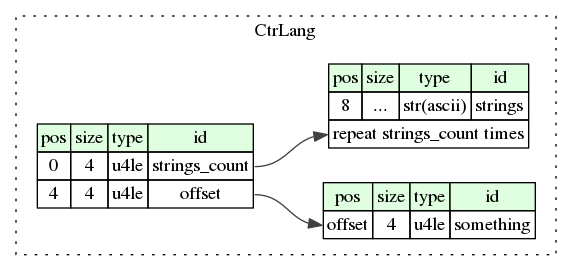 CtrLang
pos size type id
0 4 u4le strings_count
4 4 u4le offset
pos size type id
8 ... str(ascii) strings
repeat strings_count times
pos size type id
offset 4 u4le something